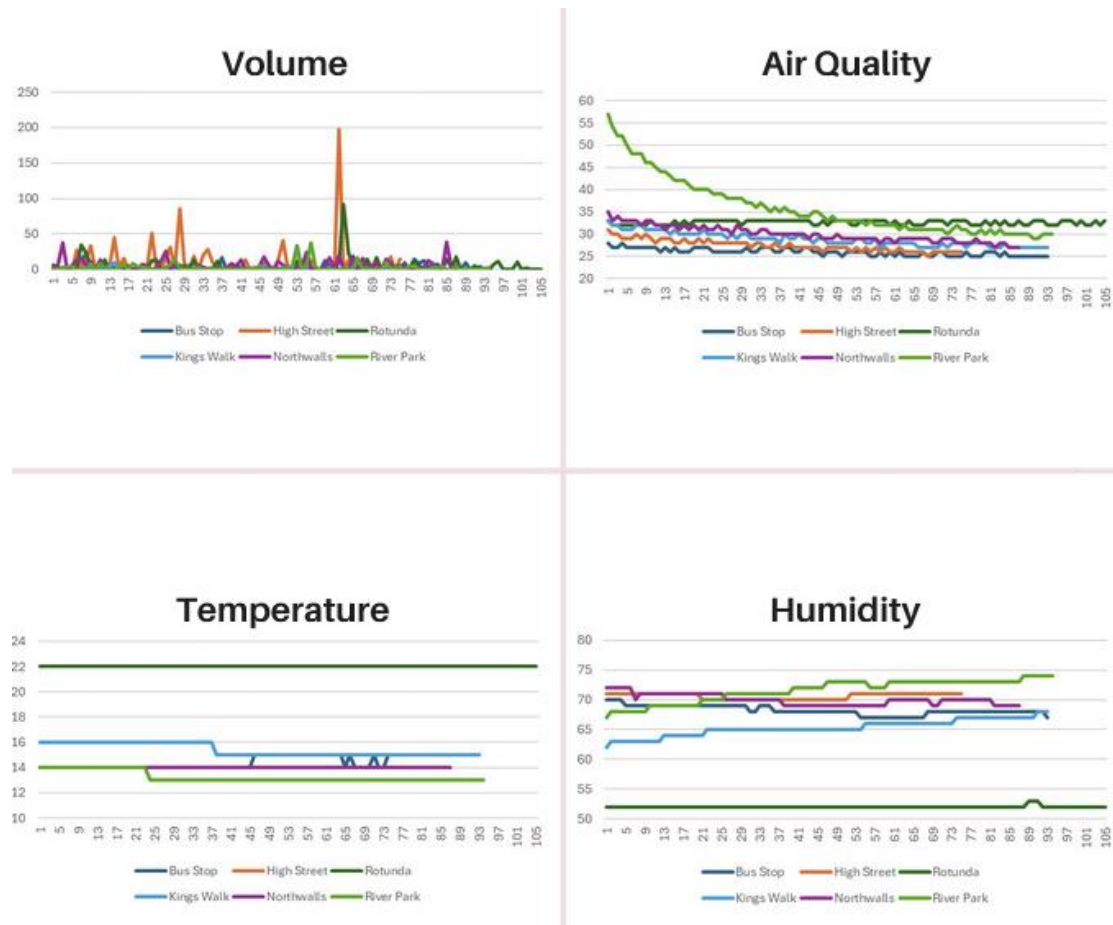 Volume
250
200
150
100
50
0
1 5 9 13 17 21 25 29 33 37 41 45 49 53 57 61 65 69 73 77 81 85 89 93 97 101 105
Bus Stop High Street Rotunda
Kings Walk Northwalls River Park
Air Quality
60
55
50
45
40
35
30
25
20
1 5 9 13 17 21 25 29 33 37 41 45 49 53 57 61 65 69 73 77 81 85 89 93 97 101 105
Bus Stop High Street Rotunda
Kings Walk Northwalls River Park
Temperature
24
22
20
18
16
14
12
10
1 5 9 13 17 21 25 29 33 37 41 45 49 53 57 61 65 69 73 77 81 85 89 93 97 101 105
Bus Stop High Street Rotunda
Kings Walk Northwalls River Park
Humidity
80
75
70
65
60
55
50
1 5 9 13 17 21 25 29 33 37 41 45 49 53 57 61 65 69 73 77 81 85 89 93 97 101 105
Bus Stop High Street Rotunda
Kings Walk Northwalls River Park